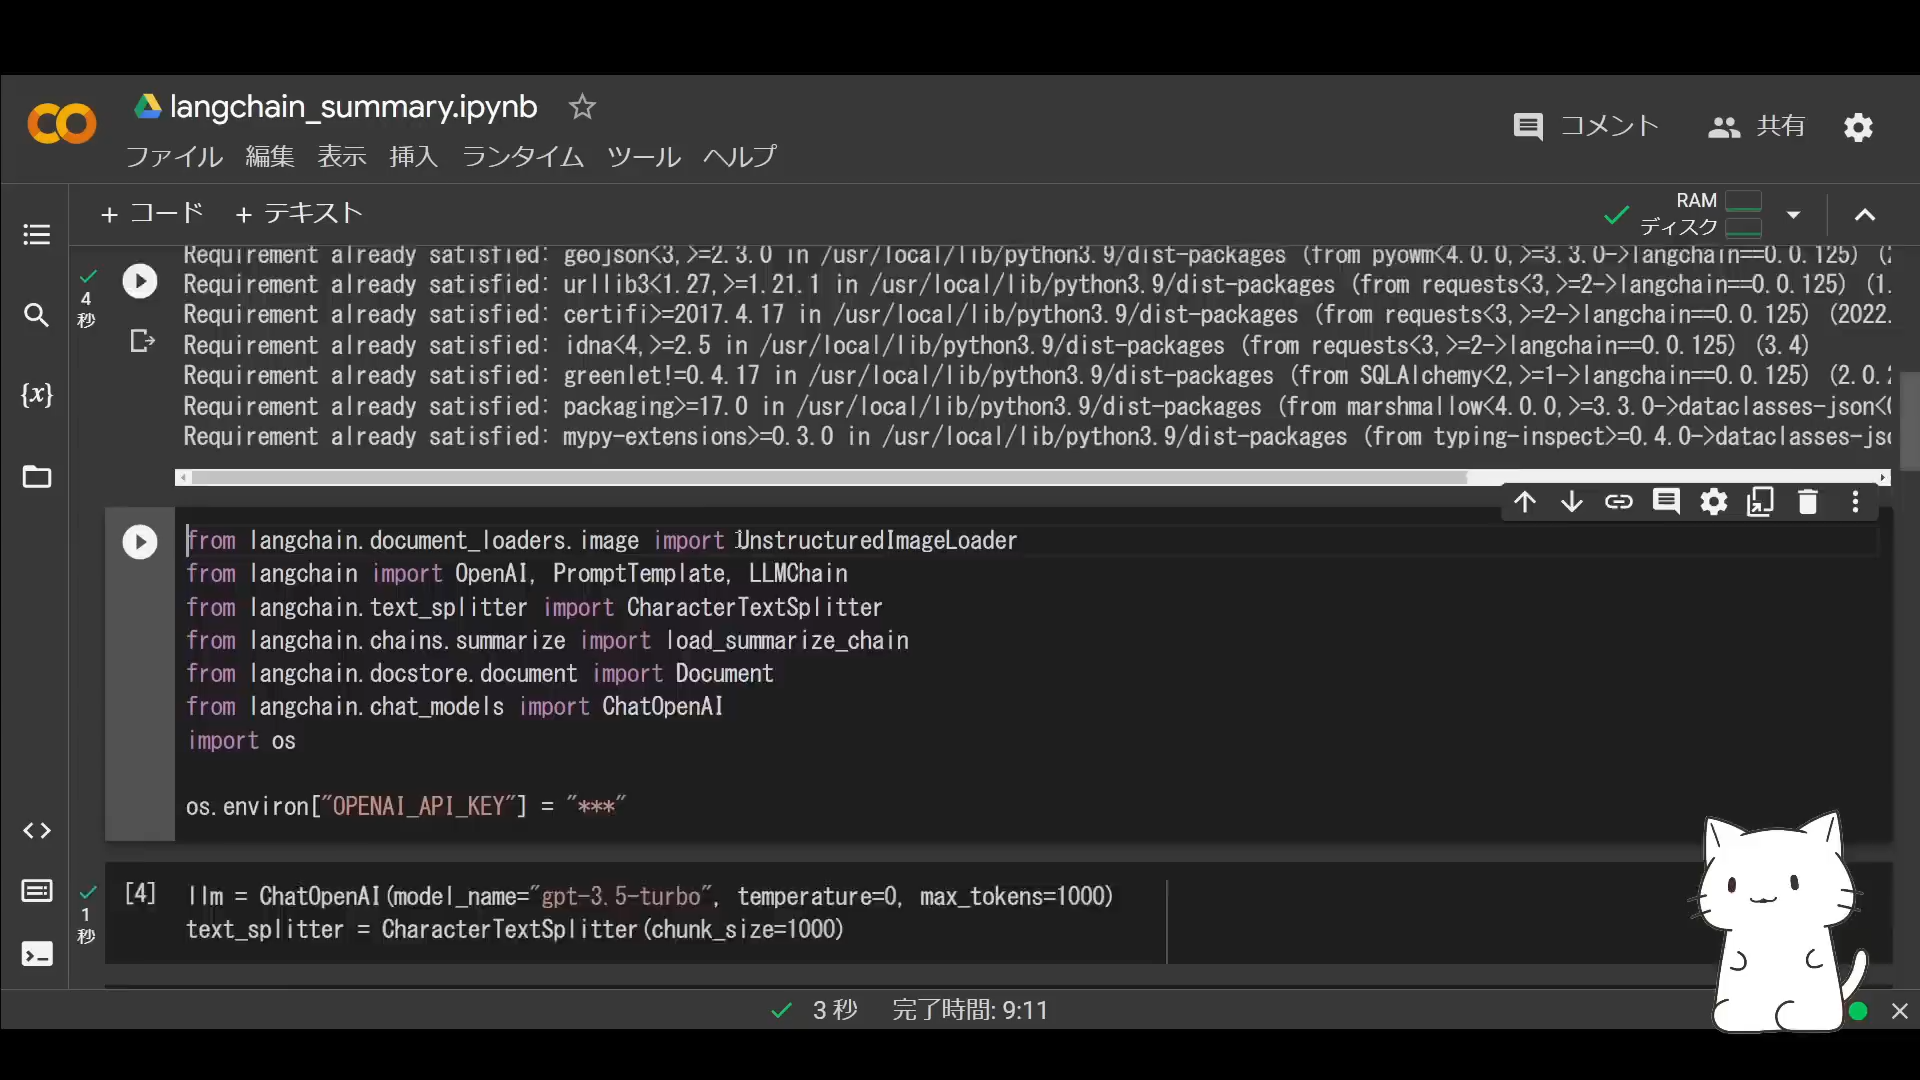 langchain_summary.ipynb
コメント
共有
ファイル 編集 表示 挿入 ランタイム ツール ヘルプ
+ コード + テキスト
RAM
ディスク
Requirement already satisfied: geojson<3,>=2.3.0 in /usr/local/lib/python3.9/dist-packages (from pyowm<4.0.0,>=3.3.0->langchain==0.0.125) (2
4
秒
Requirement already satisfied: urllib3<1.27,>=1.21.1 in /usr/local/lib/python3.9/dist-packages (from requests<3,>=2->langchain==0.0.125) (1.
Requirement already satisfied: certifi>=2017.4.17 in /usr/local/lib/python3.9/dist-packages (from requests<3,>=2->langchain==0.0.125) (2022.
Requirement already satisfied: idna<4,>=2.5 in /usr/local/lib/python3.9/dist-packages (from requests<3,>=2->langchain==0.0.125) (3.4)
Requirement already satisfied: greenlet!=0.4.17 in /usr/local/lib/python3.9/dist-packages (from SQLAlchemy<2,>=1->langchain==0.0.125) (2.0.
Requirement already satisfied: packaging>=17.0 in /usr/local/lib/python3.9/dist-packages (from marshmallow<4.0.0,>=3.3.0->dataclasses-json<
Requirement already satisfied: mypy-extensions>=0.3.0 in /usr/local/lib/python3.9/dist-packages (from typing-inspect>=0.4.0->dataclasses-js
from langchain.document_loaders.image import UnstructuredImageLoader
from langchain import OpenAI, PromptTemplate, LLMChain
from langchain.text_splitter import CharacterTextSplitter
from langchain.chains.summarize import load_summarize_chain
from langchain.docstore.document import Document
from langchain.chat_models import ChatOpenAI
import os
os.environ["OPENAI_API_KEY"] = "***"
1
秒
[4] llm = ChatOpenAI(model_name="gpt-3.5-turbo", temperature=0, max_tokens=1000)
text_splitter = CharacterTextSplitter(chunk_size=1000)
3 秒 完了時間: 9:11